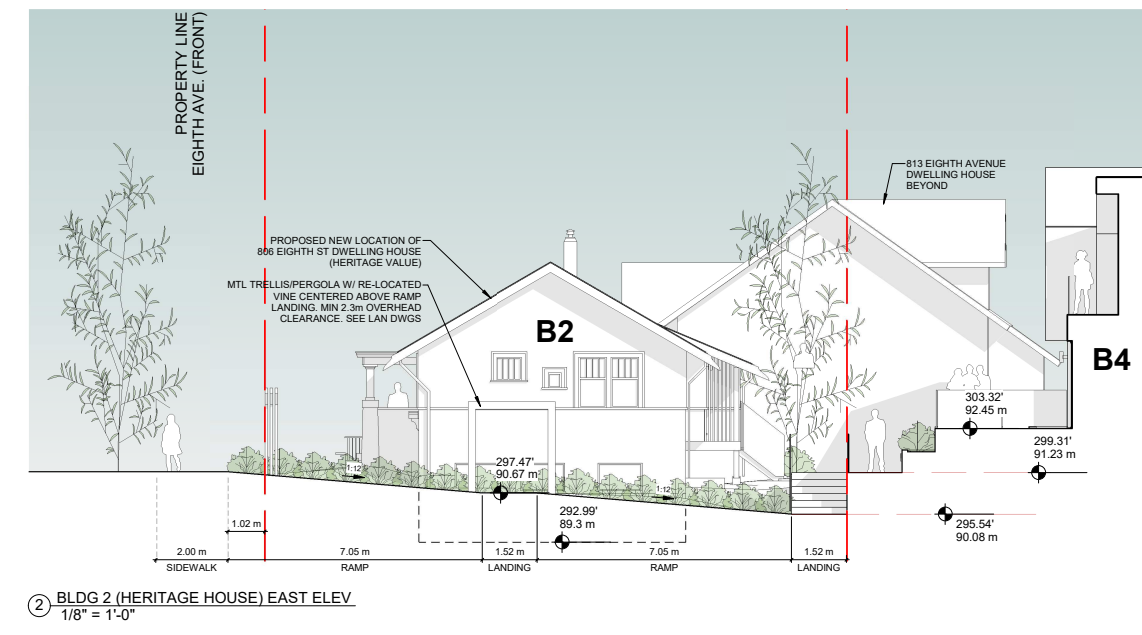 PROPERTY LINE
EIGHTH AVE. (FRONT)
813 EIGHTH AVENUE
DWELLING HOUSE
BEYOND
PROPOSED NEW LOCATION OF
806 EIGHTH ST DWELLING HOUSE
(HERITAGE VALUE)
MTL TRELLIS/PERGOLA W/ RE-LOCATED
VINE CENTERED ABOVE RAMP
LANDING. MIN 2.3m OVERHEAD
CLEARANCE. SEE LAN DWGS
B2
B4
303.32'
92.45 m
299.31'
91.23 m
1:12
297.47'
90.67 m
1:12
292.99'
89.3 m
295.54'
90.08 m
1.02 m
2.00 m
7.05 m
1.52 m
7.05 m
1.52 m
SIDEWALK
RAMP
LANDING
RAMP
LANDING
2
BLDG 2 (HERITAGE HOUSE) EAST ELEV
1/8" = 1'-0"